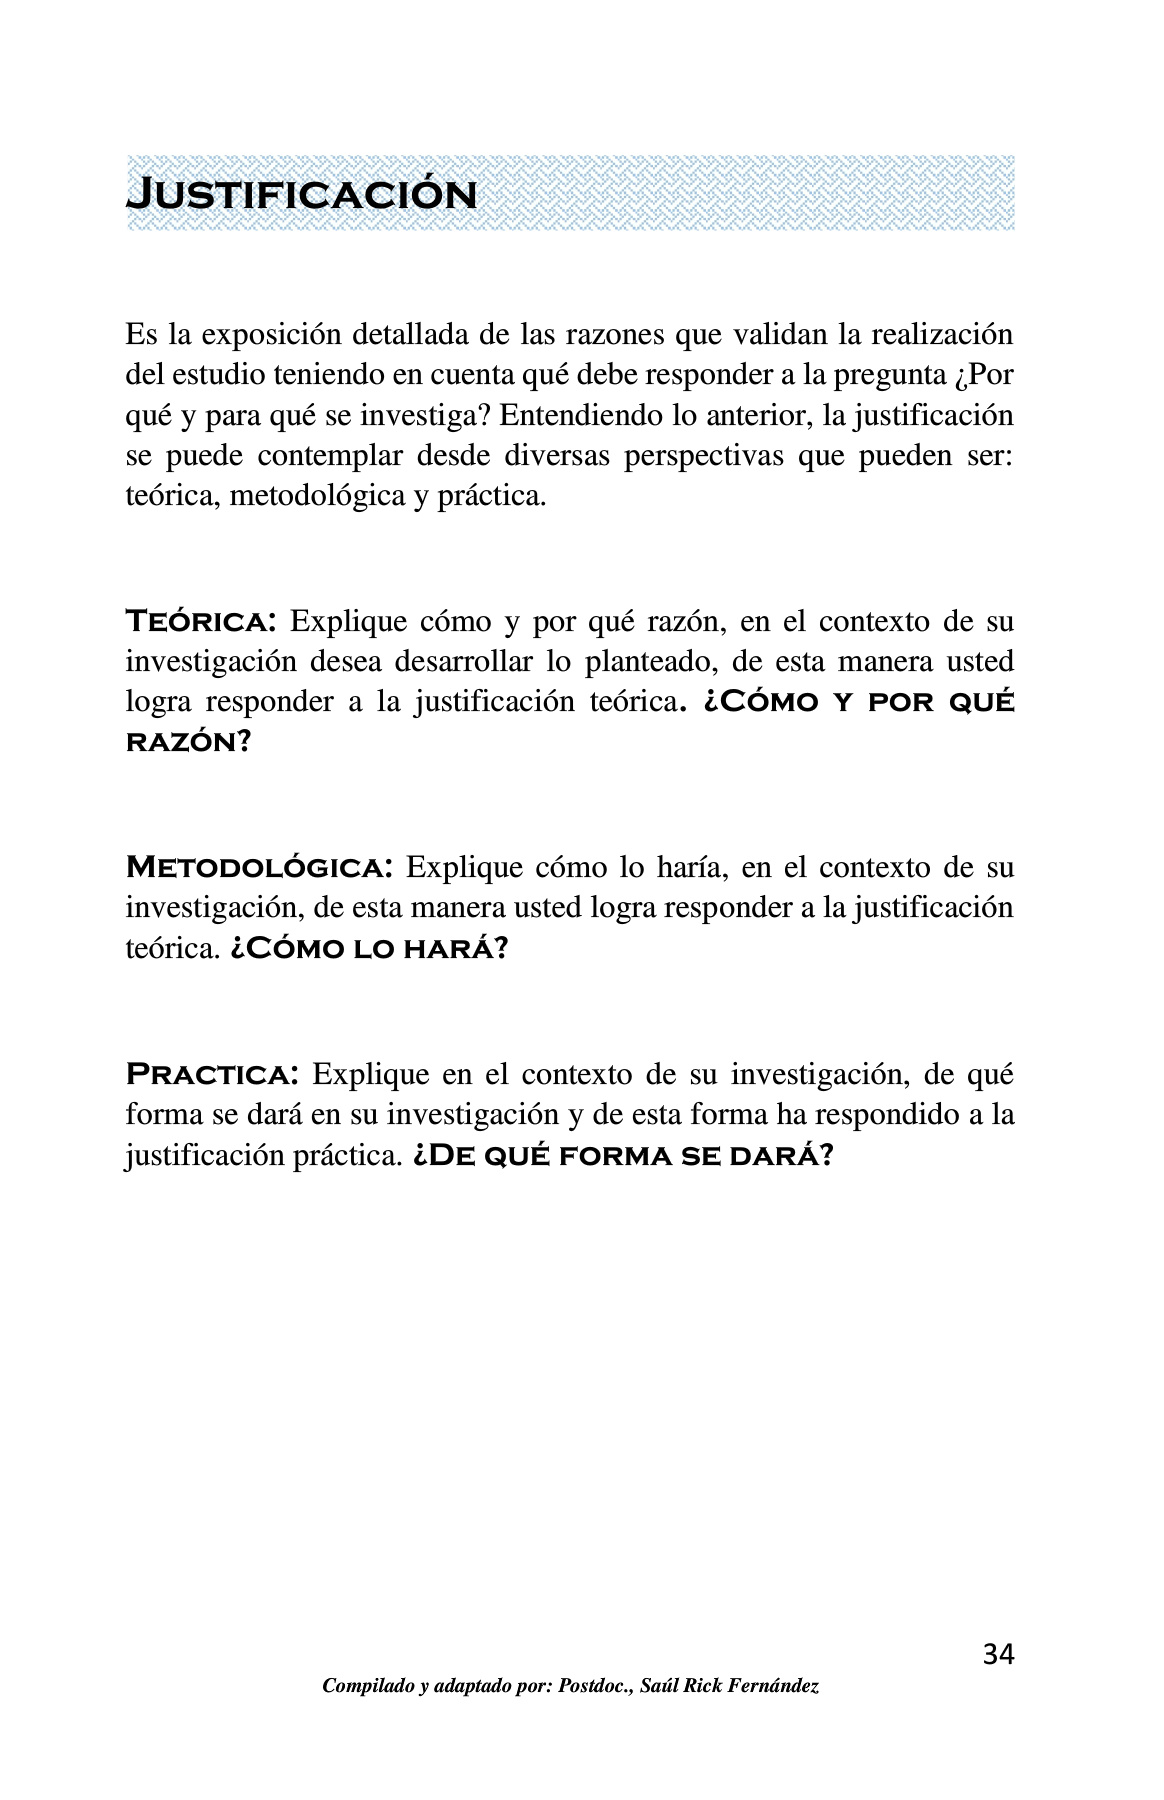 Justificación
Es la exposición detallada de las razones que validan la realización
del estudio teniendo en cuenta qué debe responder a la pregunta ¿Por
qué y para qué se investiga? Entendiendo lo anterior, la justificación
se puede contemplar desde diversas perspectivas que pueden ser:
teórica, metodológica y práctica.
Teórica: Explique cómo y por qué razón, en el contexto de su
investigación desea desarrollar lo planteado, de esta manera usted
logra responder a la justificación teórica. ¿Cómo y por qué
razón?
Metodológica: Explique cómo lo haría, en el contexto de su
investigación, de esta manera usted logra responder a la justificación
teórica. ¿Cómo lo hará?
Practica: Explique en el contexto de su investigación, de qué
forma se dará en su investigación y de esta forma ha respondido a la
justificación práctica. ¿De qué forma se dará?
34
Compilado y adaptado por: Postdoc., Saúl Rick Fernández